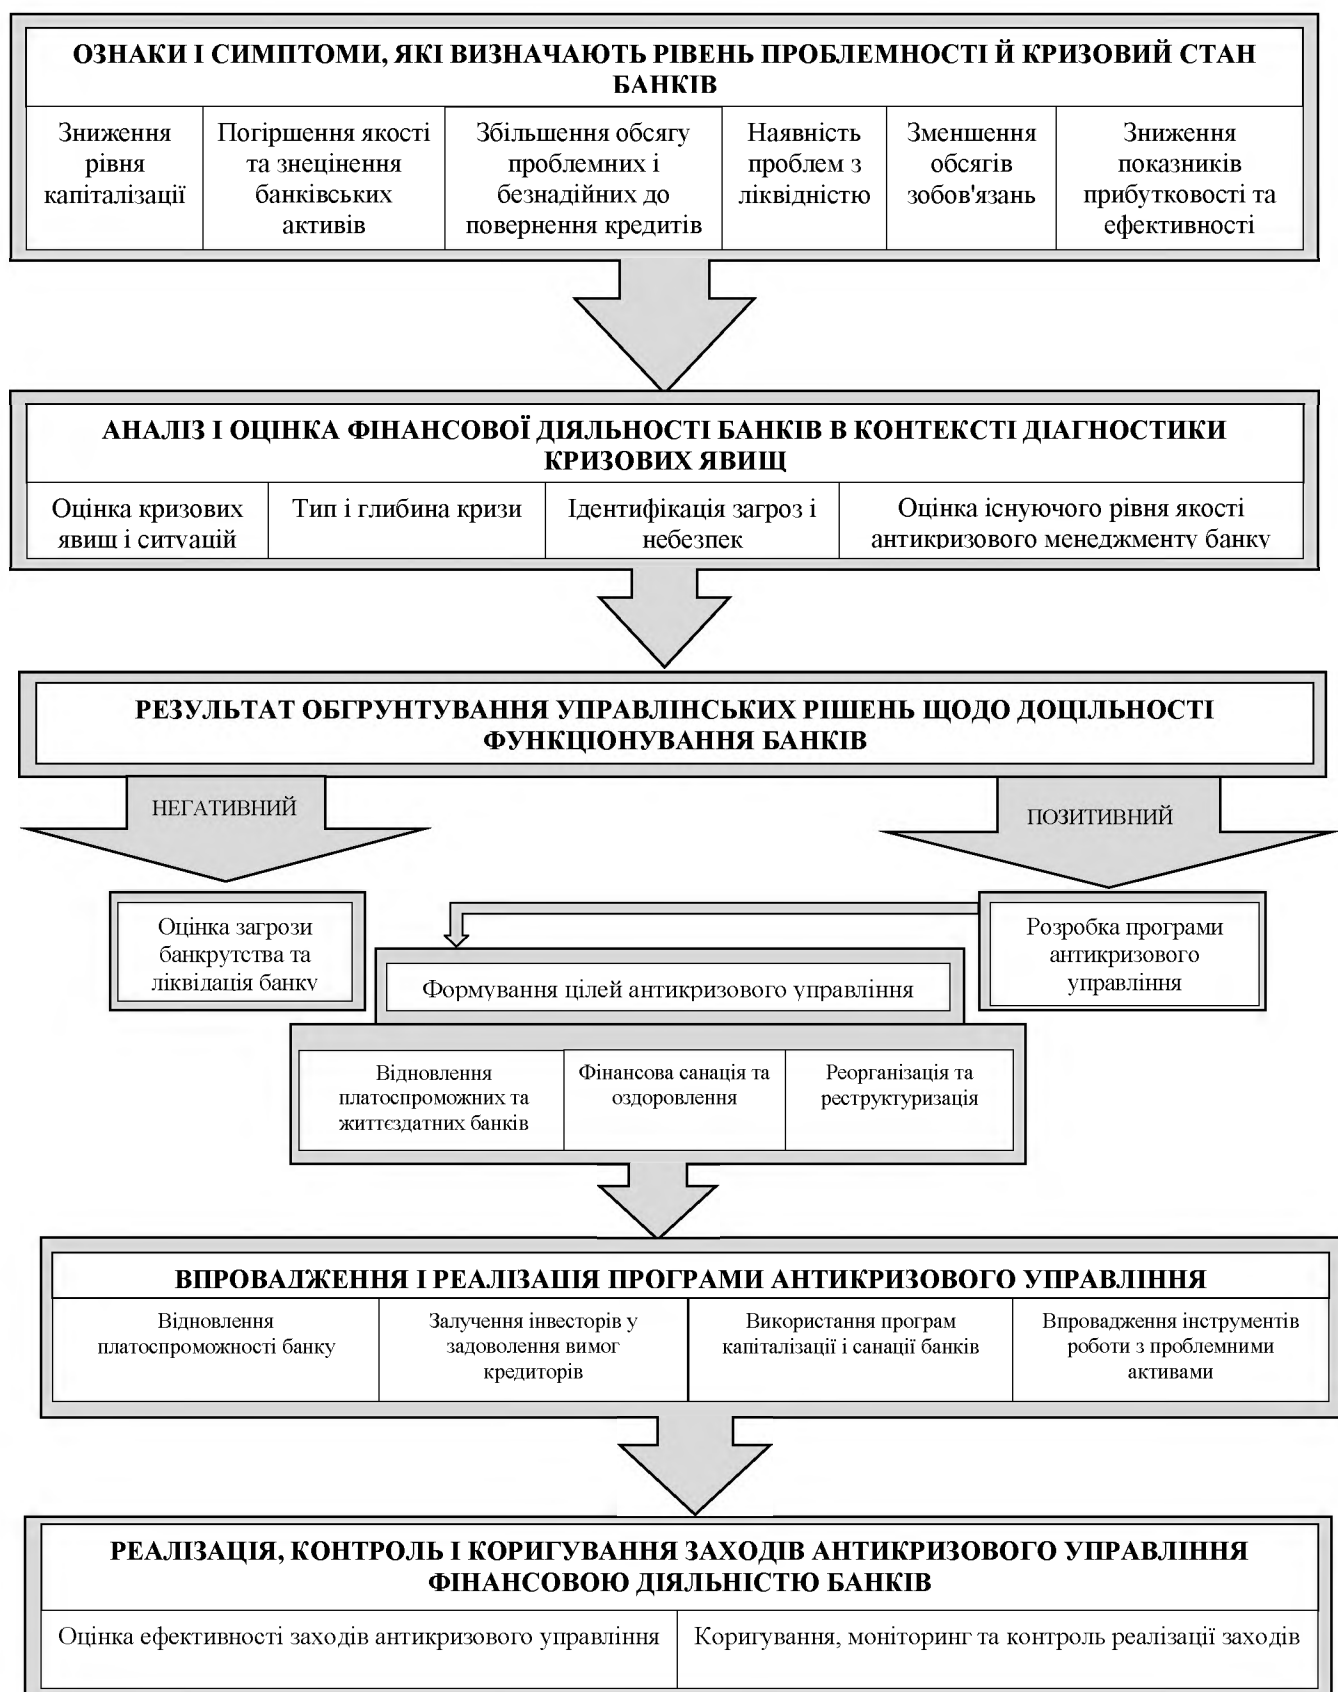 ОЗНАКИ І СИМПТОМИ, ЯКІ ВИЗНАЧАЮТЬ РІВЕНЬ ПРОБЛЕМНОСТІ Й КРИЗОВИЙ СТАН
БАНКІВ
Зниження
рівня
капіталізації
Погіршення якості
та знецінення
банківських
активів
Збільшення обсягу
проблемних і
безнадійних до
повернення кредитів
Наявність
проблем з
ліквідністю
Зменшення
обсягів
зобов'язань
Зниження
показників
прибутковості та
ефективності
АНАЛІЗ І ОЦІНКА ФІНАНСОВОЇ ДІЯЛЬНОСТІ БАНКІВ В КОНТЕКСТІ ДІАГНОСТИКИ
КРИЗОВИХ ЯВИЩ
Оцінка кризових
явищ і ситуацій
Тип і глибина кризи
Ідентифікація загроз і
небезпек
Оцінка існуючого рівня якості
антикризового менеджменту банку
РЕЗУЛЬТАТ ОБГРУНТУВАННЯ УПРАВЛІНСЬКИХ РІШЕНЬ ЩОДО ДОЦІЛЬНОСТІ
ФУНКЦІОНУВАННЯ БАНКІВ
НЕГАТИВНИЙ
ПОЗИТИВНИЙ
Оцінка загрози
банкрутства та
ліквідація банку
Розробка програми
антикризового
управління
Формування цілей антикризового управління
Відновлення
платоспроможних та
життєздатних банків
Фінансова санація та
оздоровлення
Реорганізація та
реструктуризація
ВПРОВАДЖЕННЯ І РЕАЛІЗАЦІЯ ПРОГРАМИ АНТИКРИЗОВОГО УПРАВЛІННЯ
Відновлення
платоспроможності банку
Залучення інвесторів у
задоволення вимог
кредиторів
Використання програм
капіталізації і санації банків
Впровадження інструментів
роботи з проблемними
активами
РЕАЛІЗАЦІЯ, КОНТРОЛЬ І КОРИГУВАННЯ ЗАХОДІВ АНТИКРИЗОВОГО УПРАВЛІННЯ
ФІНАНСОВОЮ ДІЯЛЬНІСТЮ БАНКІВ
Оцінка ефективності заходів антикризового управління
Коригування, моніторинг та контроль реалізації заходів